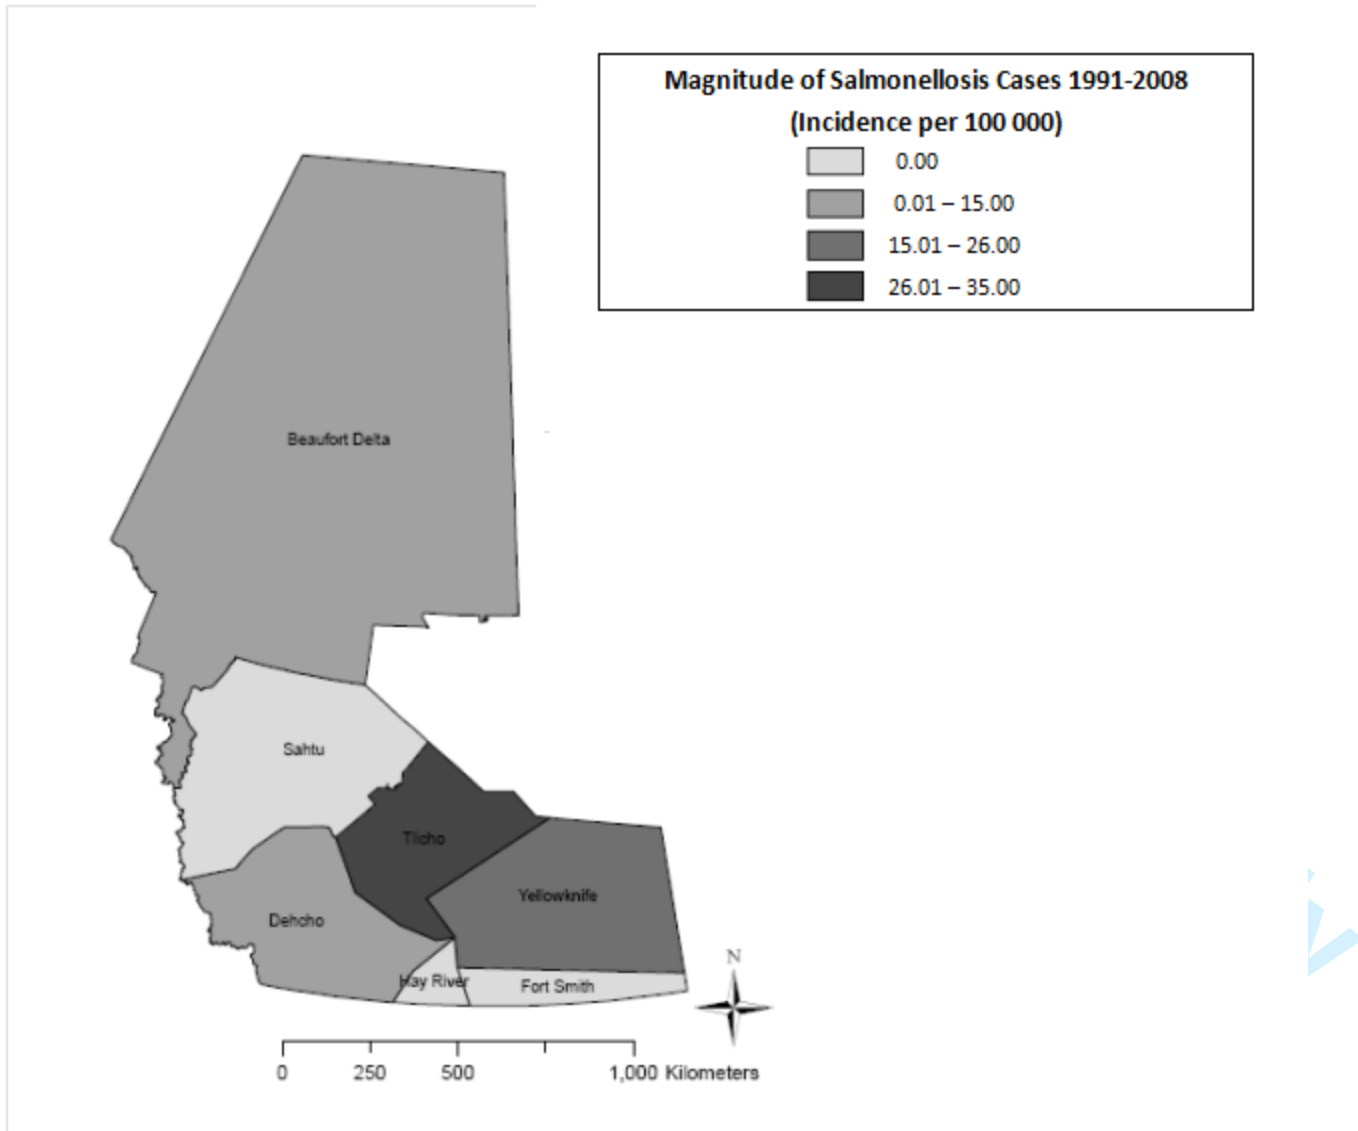 Magnitude of Salmonellosis Cases 1991-2008
(Incidence per 100 000)
0.00
0.01 – 15.00
15.01 – 26.00
26.01 – 35.00
Beaufort Delta
Sahtu
Tlicho
Yellowknife
Dehcho
Hay River
Fort Smith
N
0 250 500 1,000 Kilometers